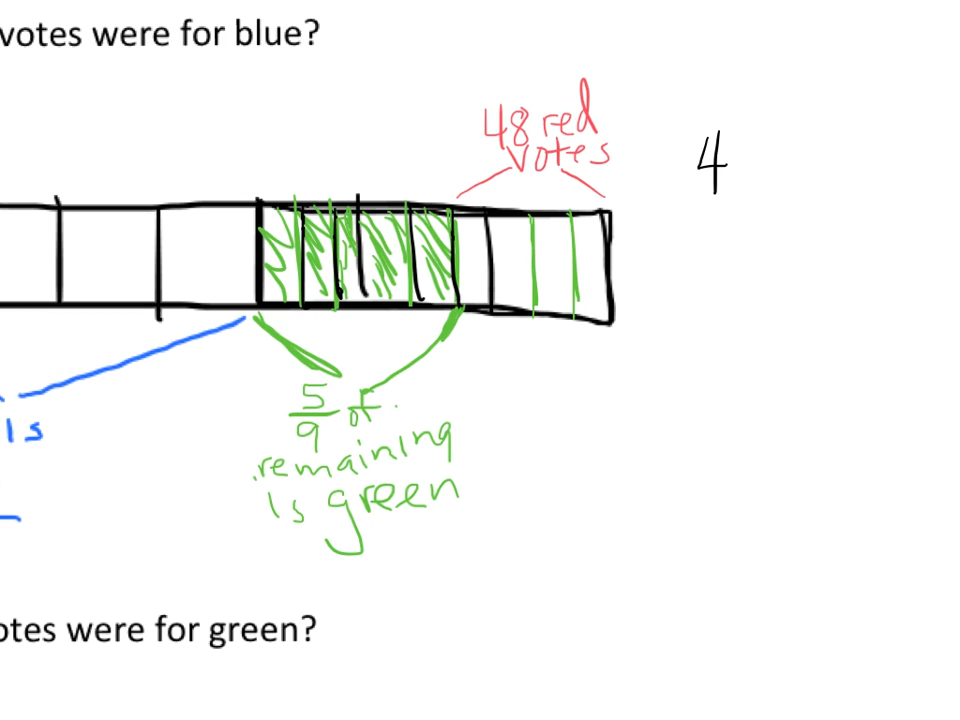 votes were for blue?
48 red
votes
4
5
9
of
ls
remaining
is green
otes were for green?